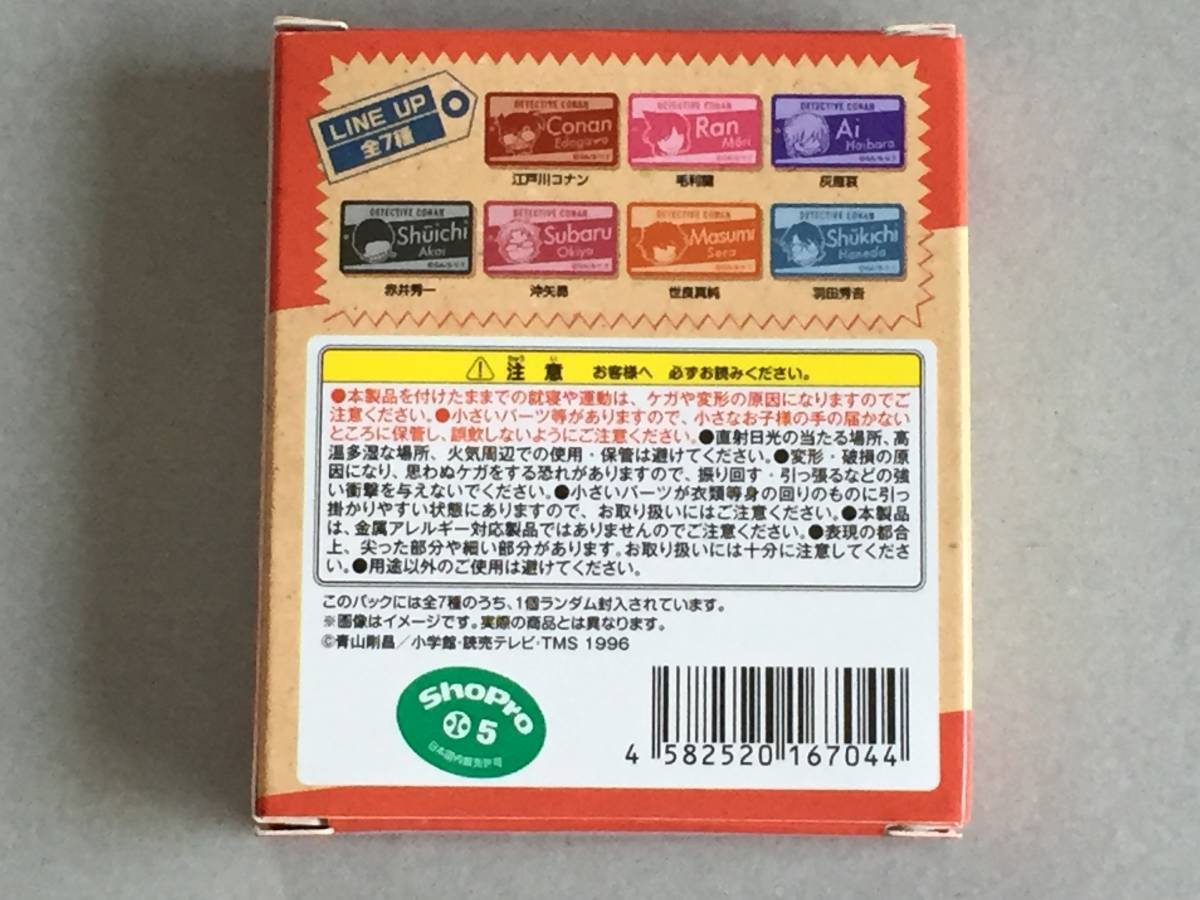 LINE UP
全7種
DETECTIVE CONAN
Conan
Edogawa
江戸川コナン
DETECTIVE CONAN
Ran
Mōri
毛利蘭
DETECTIVE CONAN
Ai
Haibara
灰原哀
DETECTIVE CONAN
Shūichi
Akai
赤井秀一
DETECTIVE CONAN
Subaru
Okiya
沖矢昴
DETECTIVE CONAN
Masumi
Sera
世良真純
DETECTIVE CONAN
Shūkichi
Haneda
羽田秀吉
ちゅう い
注 意 お客様へ 必ずお読みください。
●本製品を付けたままでの就寝や運動は、ケガや変形の原因になりますのでご
注意ください。●小さいパーツ等がありますので、小さなお子様の手の届かない
ところに保管し、誤飲しないようにご注意ください。●直射日光の当たる場所、高
温多湿な場所、火気周辺での使用・保管は避けてください。●変形・破損の原
因になり、思わぬケガをする恐れがありますので、振り回す・引っ張るなどの強
い衝撃を与えないでください。●小さいパーツが衣類等身の回りのものに引っ
掛かりやすい状態にありますので、お取り扱いにはご注意ください。●本製品
は、金属アレルギー対応製品ではありませんのでご注意ください。●表現の都合
上、尖った部分や細い部分があります。お取り扱いには十分に注意してくださ
い。●用途以外のご使用は避けてください。
このパックには全7種のうち、1個ランダム封入されています。
※画像はイメージです。実際の商品とは異なります。
©青山剛昌／小学館・読売テレビ・TMS 1996
ShoPro
5
日本国内販売許可
4 582520 167044